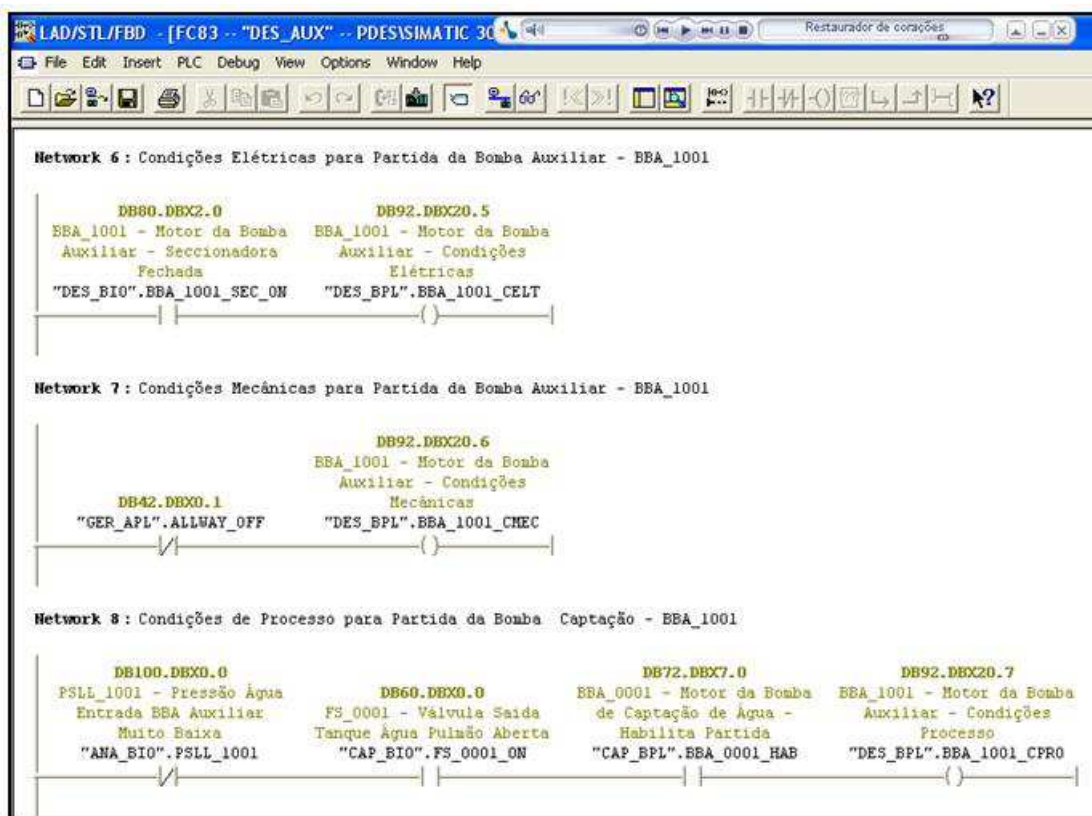 LAD/STL/FBD - [FC83 -- "DES_AUX" -- PDES\SIMATIC 30
Restaurador de corações
File Edit Insert PLC Debug View Options Window Help
Network 6 : Condições Elétricas para Partida da Bomba Auxiliar - BBA_1001
DB80.DBX2.0
BBA_1001 - Motor da Bomba
Auxiliar - Seccionadora
Fechada
"DES_BIO".BBA_1001_SEC_ON
DB92.DBX20.5
BBA_1001 - Motor da Bomba
Auxiliar - Condições
Elétricas
"DES_BPL".BBA_1001_CELT
Network 7 : Condições Mecânicas para Partida da Bomba Auxiliar - BBA_1001
DB42.DBX0.1
"GER_APL".ALLWAY_OFF
DB92.DBX20.6
BBA_1001 - Motor da Bomba
Auxiliar - Condições
Mecânicas
"DES_BPL".BBA_1001_CMEC
Network 8 : Condições de Processo para Partida da Bomba Captação - BBA_1001
DB100.DBX0.0
PSLL_1001 - Pressão Água
Entrada BBA Auxiliar
Muito Baixa
"ANA_BIO".PSLL_1001
DB60.DBX0.0
FS_0001 - Válvula Saida
Tanque Água Pulmão Aberta
"CAP_BIO".FS_0001_ON
DB72.DBX7.0
BBA_0001 - Motor da Bomba
de Captação de Água -
Habilita Partida
"CAP_BPL".BBA_0001_HAB
DB92.DBX20.7
BBA_1001 - Motor da Bomba
Auxiliar - Condições
Processo
"DES_BPL".BBA_1001_CPRO